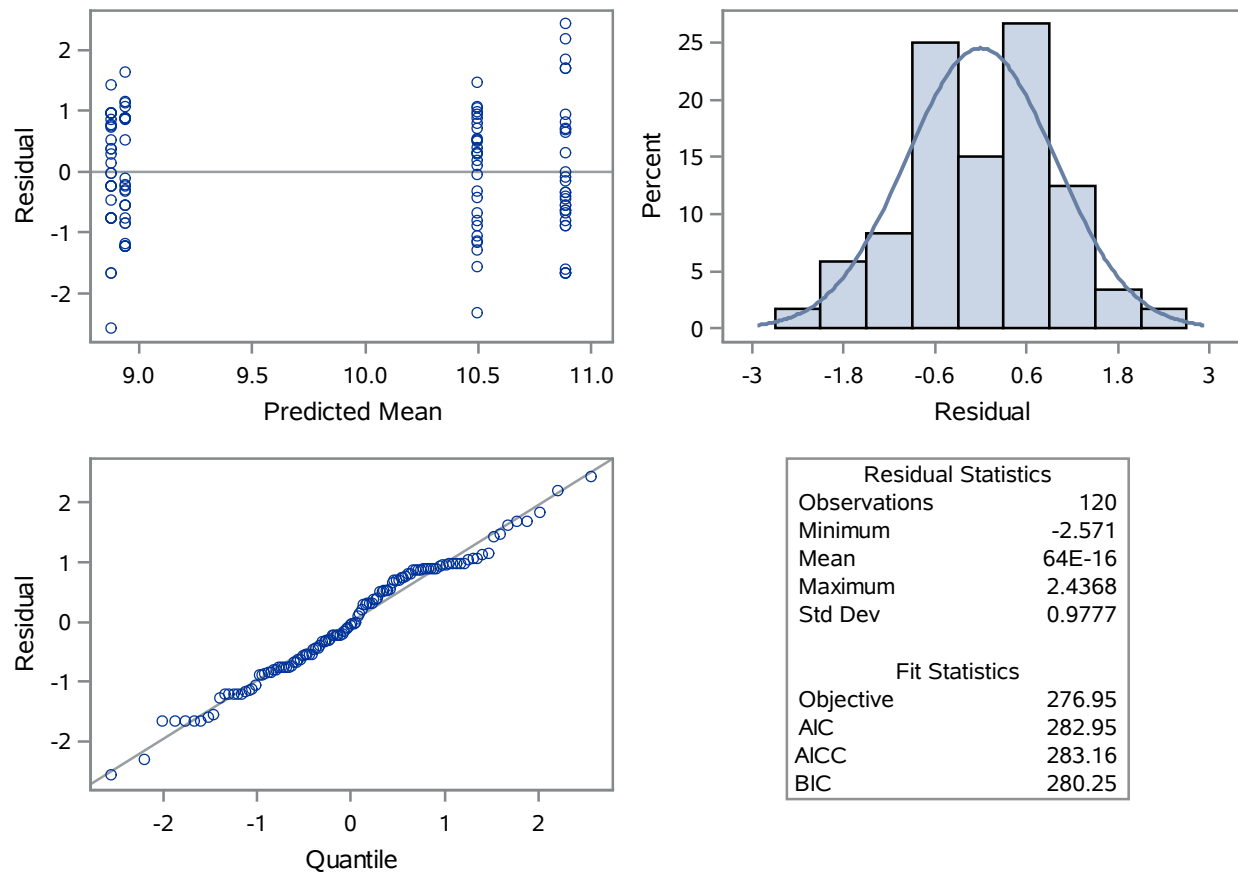 2
1
0
-1
-2
Residual
9.0 9.5 10.0 10.5 11.0
Predicted Mean
25
20
15
10
5
0
Percent
-3 -1.8 -0.6 0.6 1.8 3
Residual
2
1
0
-1
-2
Residual
-2 -1 0 1 2
Quantile
Residual Statistics
Observations 120
Minimum -2.571
Mean 64E-16
Maximum 2.4368
Std Dev 0.9777
Fit Statistics
Objective 276.95
AIC 282.95
AICC 283.16
BIC 280.25